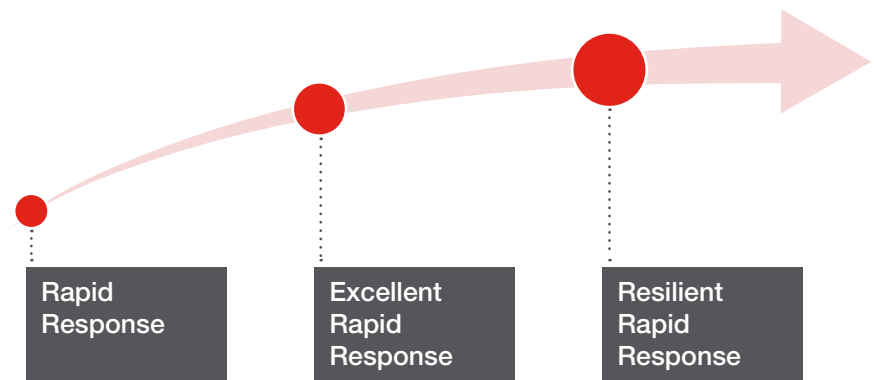 Rapid
Response
Excellent
Rapid
Response
Resilient
Rapid
Response